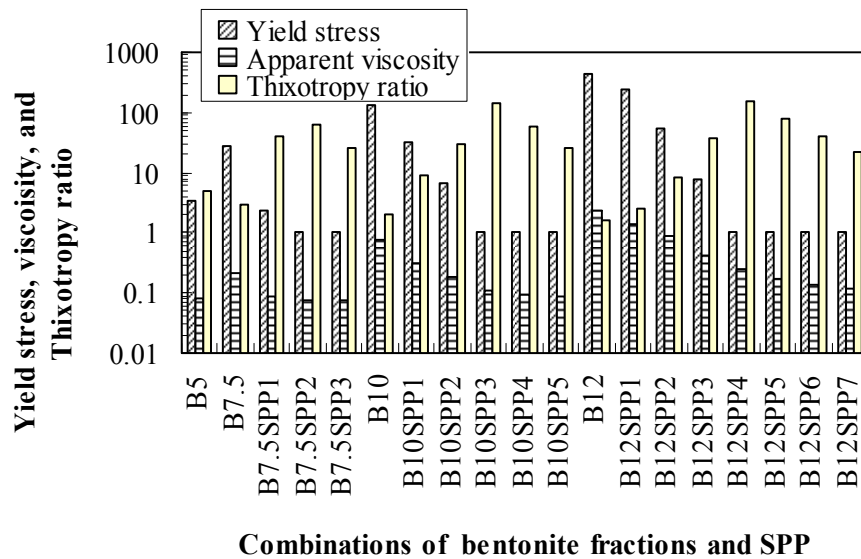 Yield stress
Apparent viscosity
Thixotropy ratio
Yield stress, viscoisity, and
Thixotropy ratio
1000
100
10
1
0.1
0.01
B5
B7.5
B7.5SPP1
B7.5SPP2
B7.5SPP3
B10
B10SPP1
B10SPP2
B10SPP3
B10SPP4
B10SPP5
B12
B12SPP1
B12SPP2
B12SPP3
B12SPP4
B12SPP5
B12SPP6
B12SPP7
Combinations of bentonite fractions and SPP